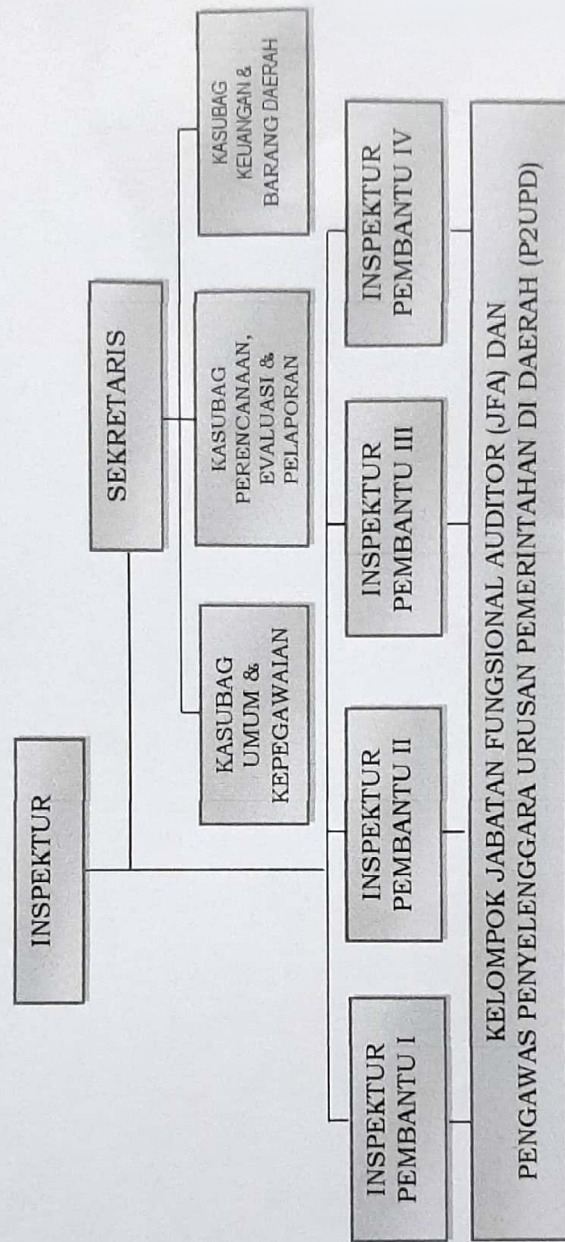 INSPEKTUR
SEKRETARIS
KASUBAG
UMUM &
KEPEGAWAIAN
KASUBAG
PERENCANAAN,
EVALUASI &
PELAPORAN
KASUBAG
KEUANGAN &
BARANG DAERAH
INSPEKTUR
PEMBANTU I
INSPEKTUR
PEMBANTU II
INSPEKTUR
PEMBANTU III
INSPEKTUR
PEMBANTU IV
KELOMPOK JABATAN FUNGSIONAL AUDITOR (JFA) DAN
PENGAWAS PENYELENGGARA URUSAN PEMERINTAHAN DI DAERAH (P2UPD)